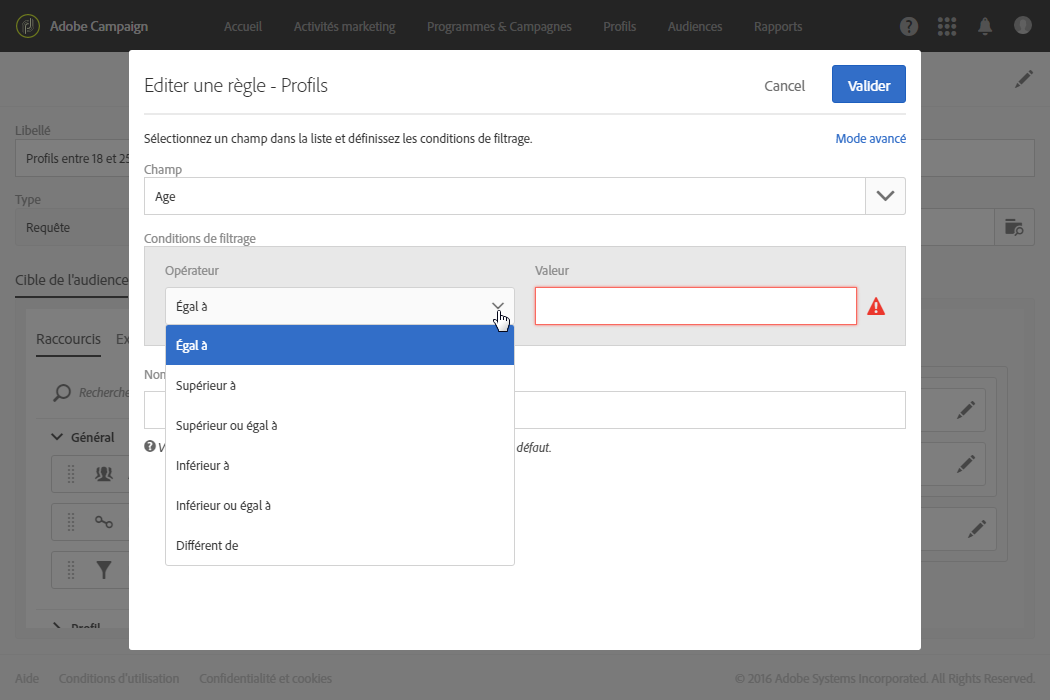 Adobe Campaign Accueil Activités marketing Programmes & Campagnes Profils Audiences Rapports
Editer une règle - Profils Cancel Valider
Libellé
Sélectionnez un champ dans la liste et définissez les conditions de filtrage. Mode avancé
Profils entre 18 et 25
Champ
Age
Type
Requête
Conditions de filtrage
Opérateur Valeur
Cible de l'audience
Égal à
Égal à
Raccourcis
Nom
Supérieur à
Recherche
Supérieur ou égal à
Général
défaut.
Inférieur à
Inférieur ou égal à
Différent de
Profil
Aide Conditions d'utilisation Confidentialité et cookies © 2016 Adobe Systems Incorporated. All Rights Reserved.